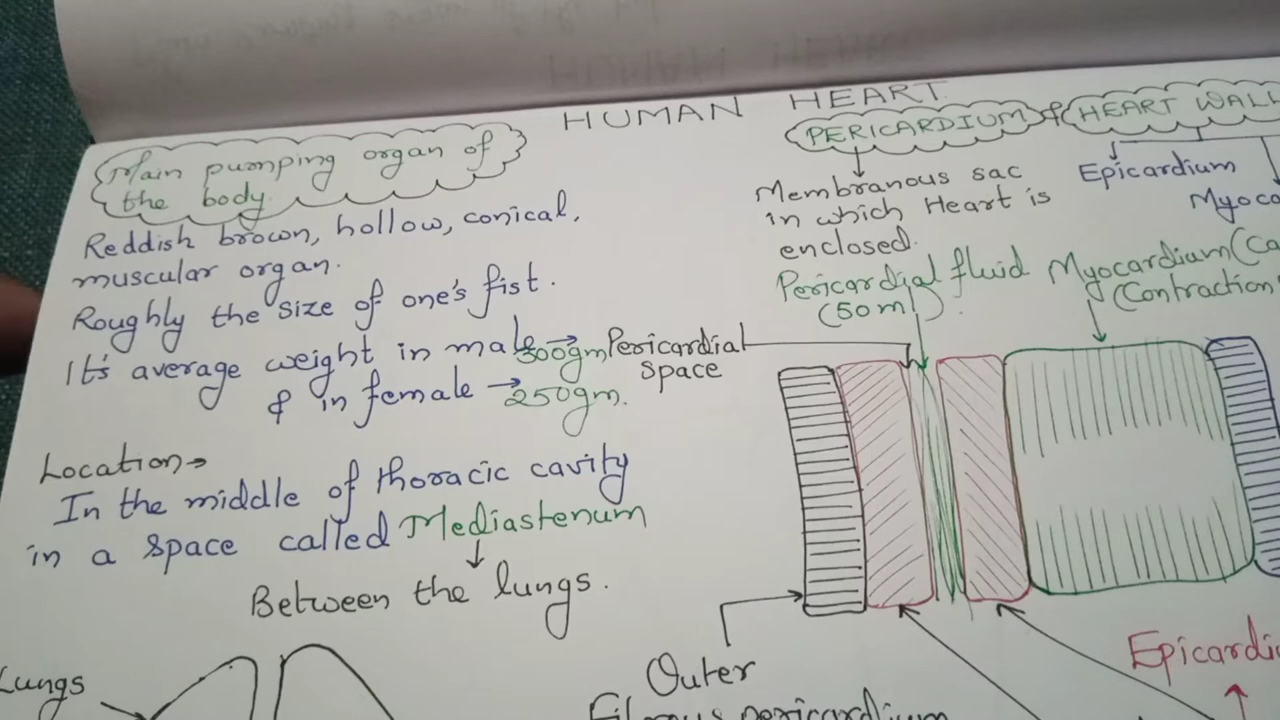 HUMAN HEART
Main pumping organ of
the body
Reddish brown, hollow, conical,
muscular organ.
Roughly the size of one's fist.
It's average weight in male → 300gm
& in female → 250gm.
Location →
In the middle of thoracic cavity
in a space called Mediastenum
Between the lungs.
Lungs
PERICARDIUM & HEART WALL
Membranous sac
in which Heart is
enclosed.
Epicardium
Myoca
Pericardial fluid
(50 ml)
Myocardium (Ca
(Contraction
Pericardial
Space
Outer
pericardium
Epicardi